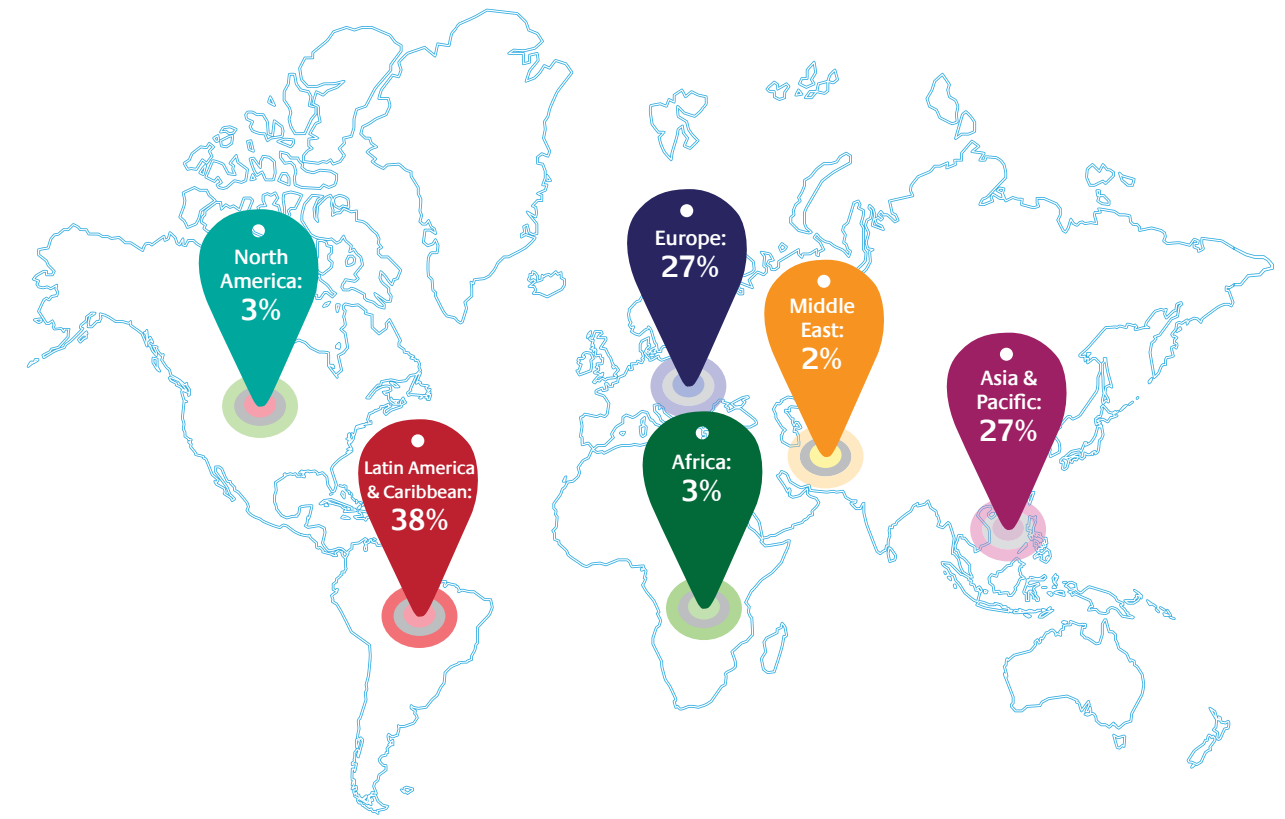 North
America:
3%
Europe:
27%
Middle
East:
2%
Asia &
Pacific:
27%
Latin America
& Caribbean:
38%
Africa:
3%